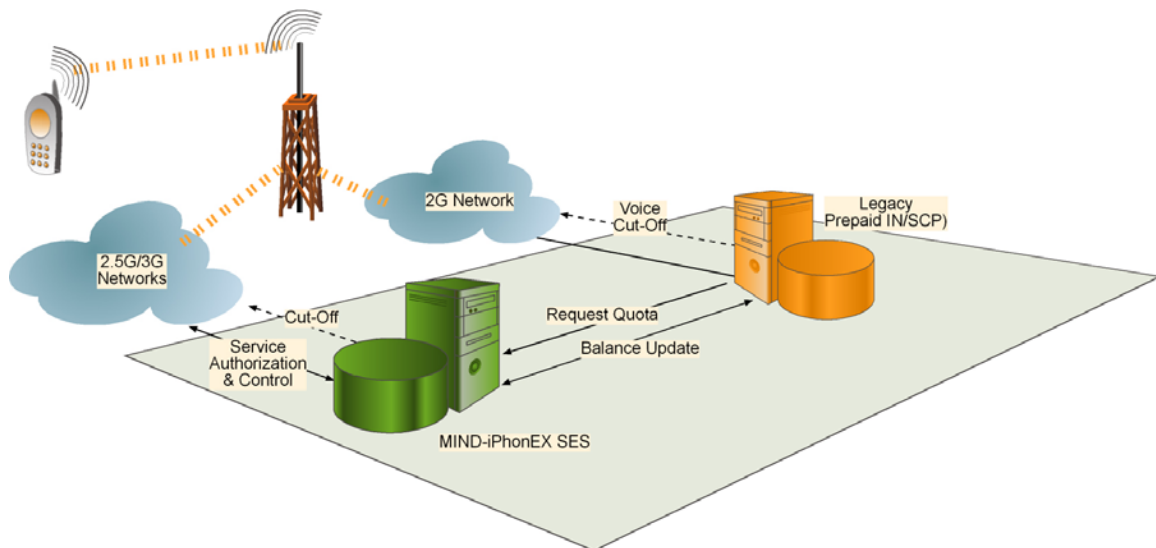 2G Network
Legacy
Prepaid IN/SCP)
Voice
Cut-Off
2.5G/3G
Networks
Cut-Off
Request Quota
Service
Authorization
& Control
Balance Update
MIND-iPhonEX SES